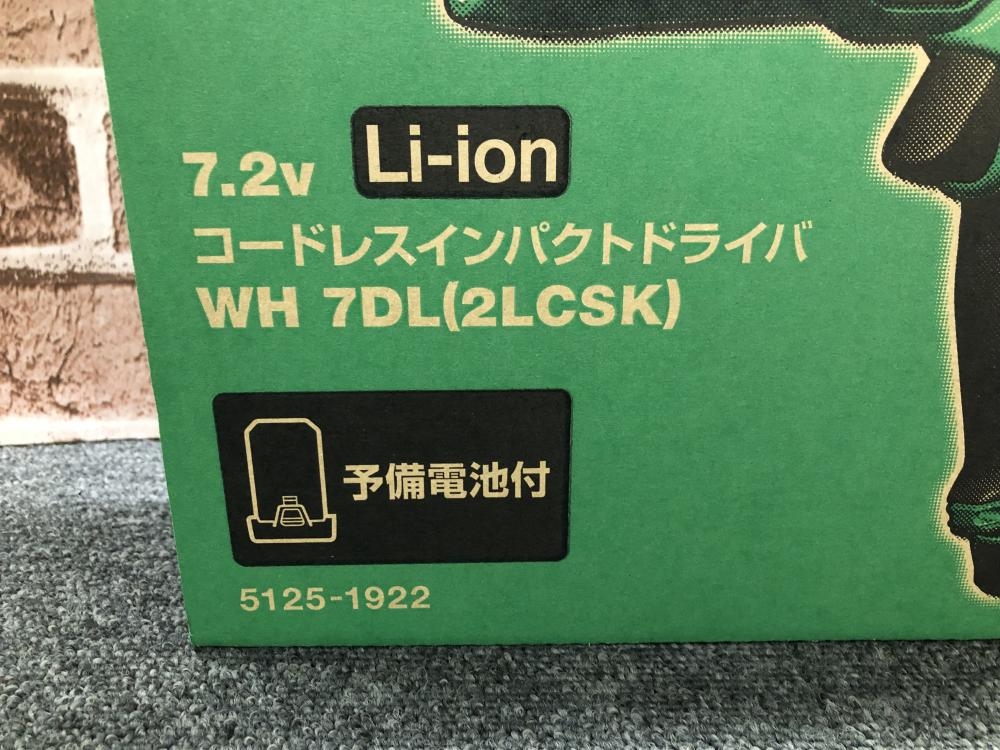 7.2v Li-ion
コードレスインパクトドライバ
WH 7DL(2LCSK)
予備電池付
5125-1922